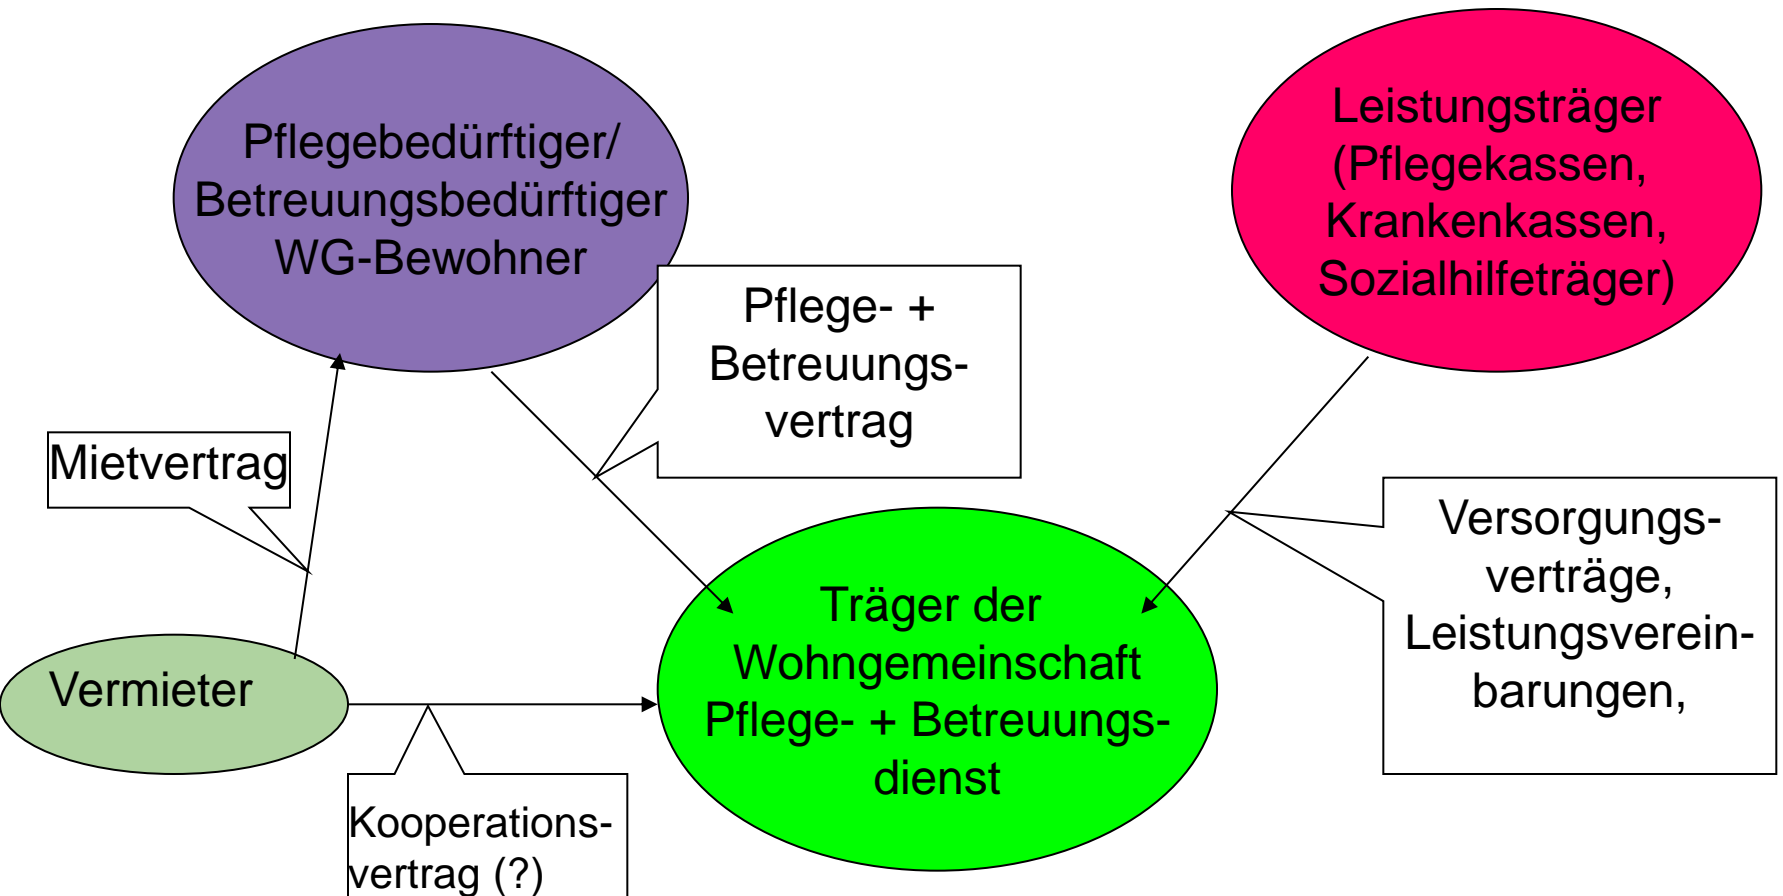 Pflegebedürftiger/
Betreuungsbedürftiger
WG-Bewohner
Leistungsträger
(Pflegekassen,
Krankenkassen,
Sozialhilfeträger)
Pflege- +
Betreuungs-
vertrag
Mietvertrag
Versorgungs-
verträge,
Leistungsverein-
barungen,
Träger der
Wohngemeinschaft
Pflege- + Betreuungs-
dienst
Vermieter
Kooperations-
vertrag (?)